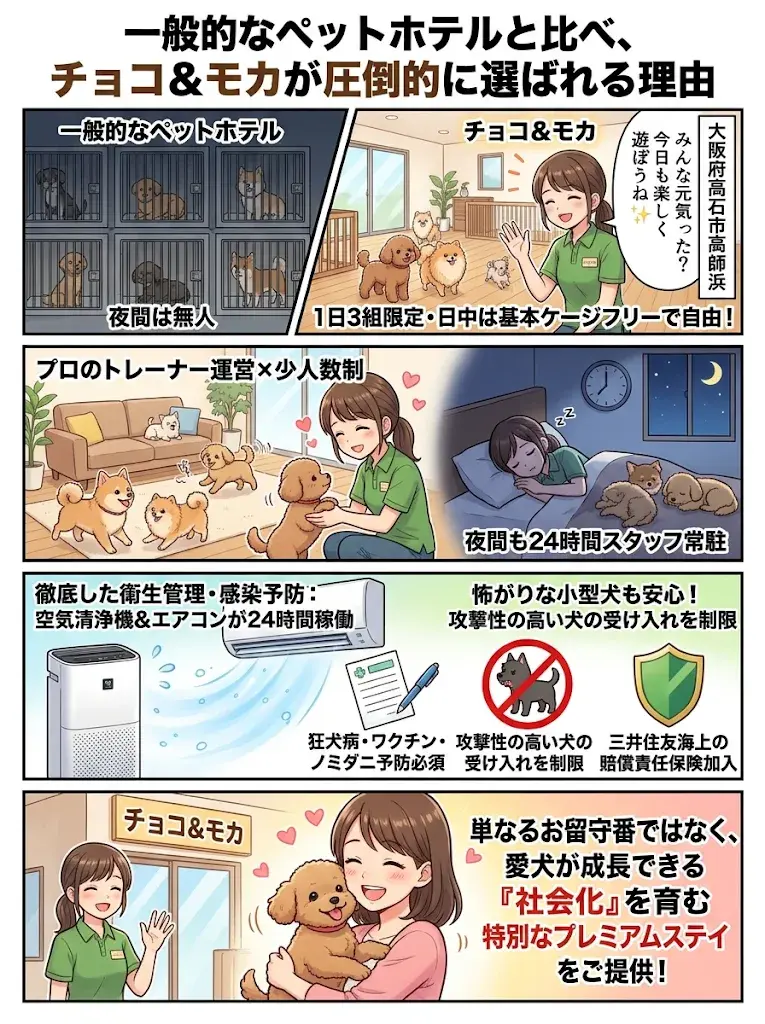 一般的なペットホテルと比べ、
チョコ&モカが圧倒的に選ばれる理由
一般的なペットホテル
夜間は無人
チョコ&モカ
みんな元気った?
今日も楽しく
遊ぼうね✨
大阪府高石市高師浜
1日3組限定・日中は基本ケージフリーで自由!
プロのトレーナー運営×少人数制
zz
夜間も24時間スタッフ常駐
徹底した衛生管理・感染予防:
空気清浄機&エアコンが24時間稼働
狂犬病・ワクチン・
ノミダニ予防必須
怖がりな小型犬も安心!
攻撃性の高い犬の受け入れを制限
攻撃性の高い犬の
受け入れを制限
三井住友海上の
賠償責任保険加入
チョコ&モカ
単なるお留守番ではなく、
愛犬が成長できる
『社会化』を育む
特別なプレミアムステイ
をご提供!